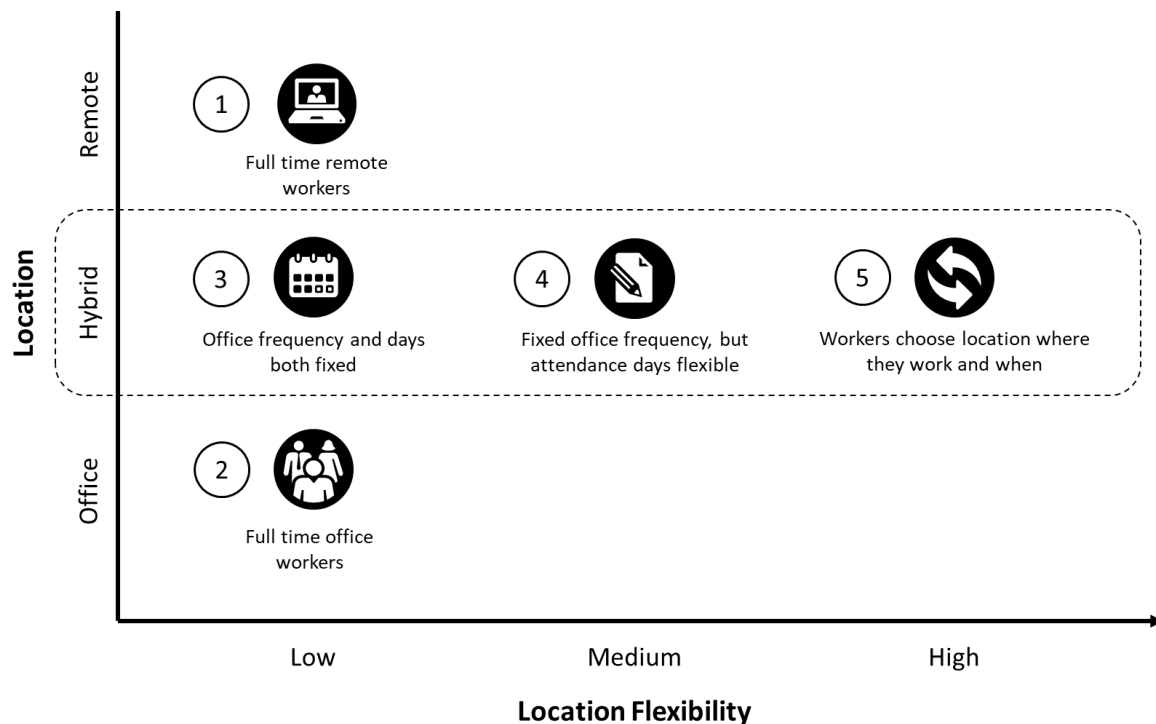 Location
Remote
Hybrid
Office
1
Full time remote
workers
3
Office frequency and days
both fixed
4
Fixed office frequency, but
attendance days flexible
5
Workers choose location where
they work and when
2
Full time office
workers
Low
Medium
High
Location Flexibility